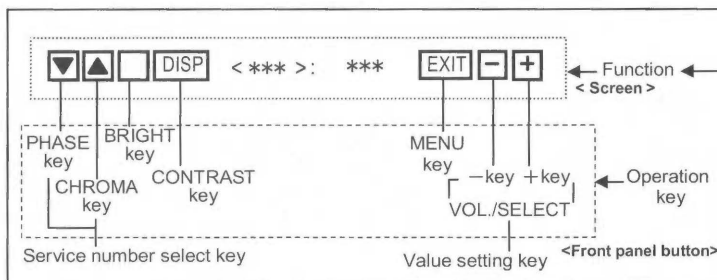 ▼ ▲ DISP < *** >: *** EXIT − +
Function
< Screen >
PHASE key
BRIGHT key
CHROMA key
CONTRAST key
MENU key
−key +key
VOL./SELECT
Operation key
Service number select key
Value setting key
<Front panel button>